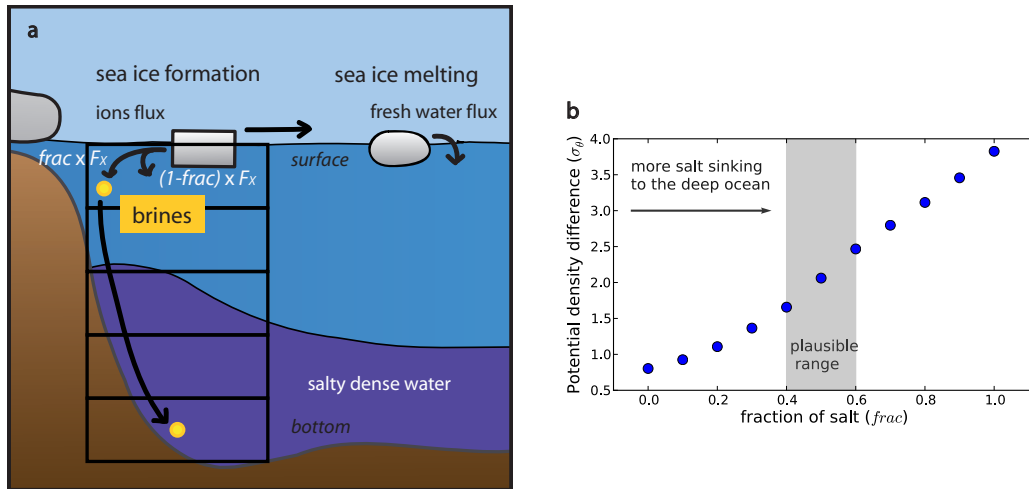 a
sea ice formation
sea ice melting
ions flux
fresh water flux
frac x Fx
(1-frac) x Fx
surface
brines
salty dense water
bottom
b
Potential density difference (σθ)
4.0
3.5
3.0
2.5
2.0
1.5
1.0
0.5
more salt sinking
to the deep ocean
plausible
range
0.0 0.2 0.4 0.6 0.8 1.0
fraction of salt (frac)